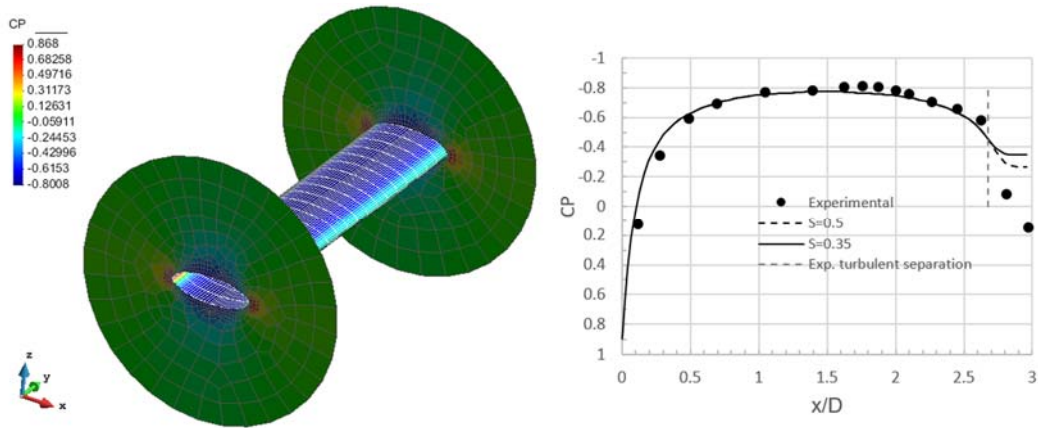 CP
0.868
0.68258
0.49716
0.31173
0.12631
-0.05911
-0.24453
-0.42996
-0.6153
-0.8008
z
y
x
-1
-0.8
-0.6
-0.4
-0.2
0
0.2
0.4
0.6
0.8
1
CP
Experimental
S=0.5
S=0.35
Exp. turbulent separation
0 0.5 1 1.5 2 2.5 3
x/D